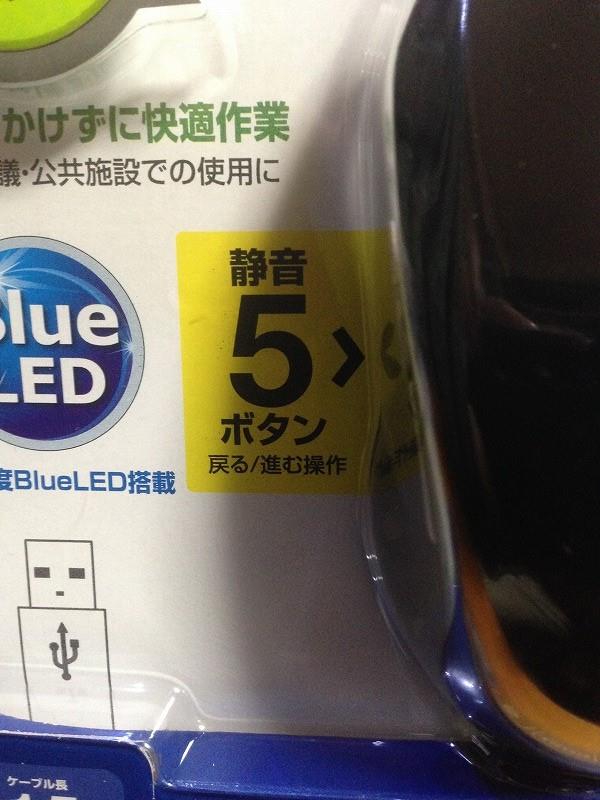 かけずに快適作業
議・公共施設での使用に
Blue
LED
静音
5
ボタン
戻る/進む操作
度BlueLED搭載
ケーブル長